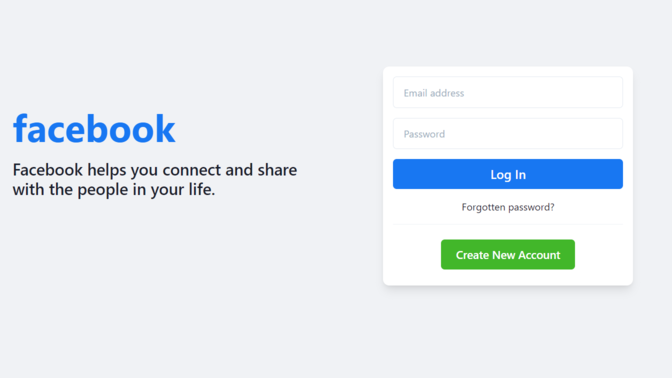 facebook
Facebook helps you connect and share
with the people in your life.
Email address
Password
Log In
Forgotten password?
Create New Account